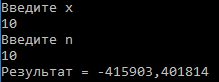 Введите x
10
Введите n
10
Результат = -415903,401814